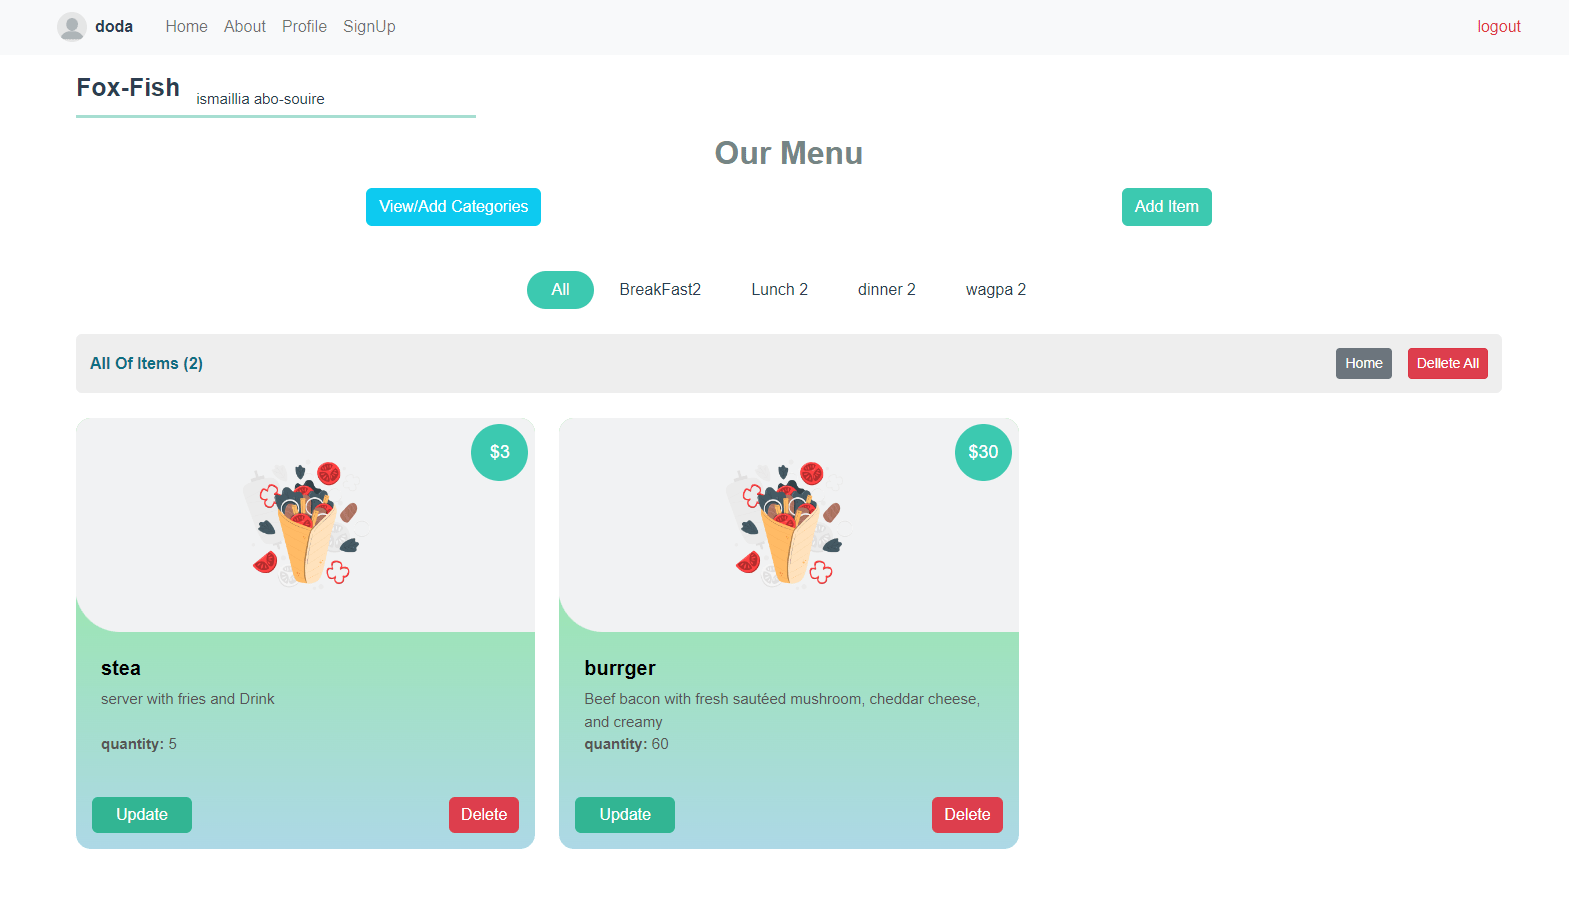 doda Home About Profile SignUp logout
Fox-Fish ismaillia abo-souire
Our Menu
View/Add Categories Add Item
All BreakFast2 Lunch 2 dinner 2 wagpa 2
All Of Items (2) Home Dellete All
$3
stea
server with fries and Drink
quantity: 5
Update Delete
$30
burrger
Beef bacon with fresh sautéed mushroom, cheddar cheese,
and creamy
quantity: 60
Update Delete